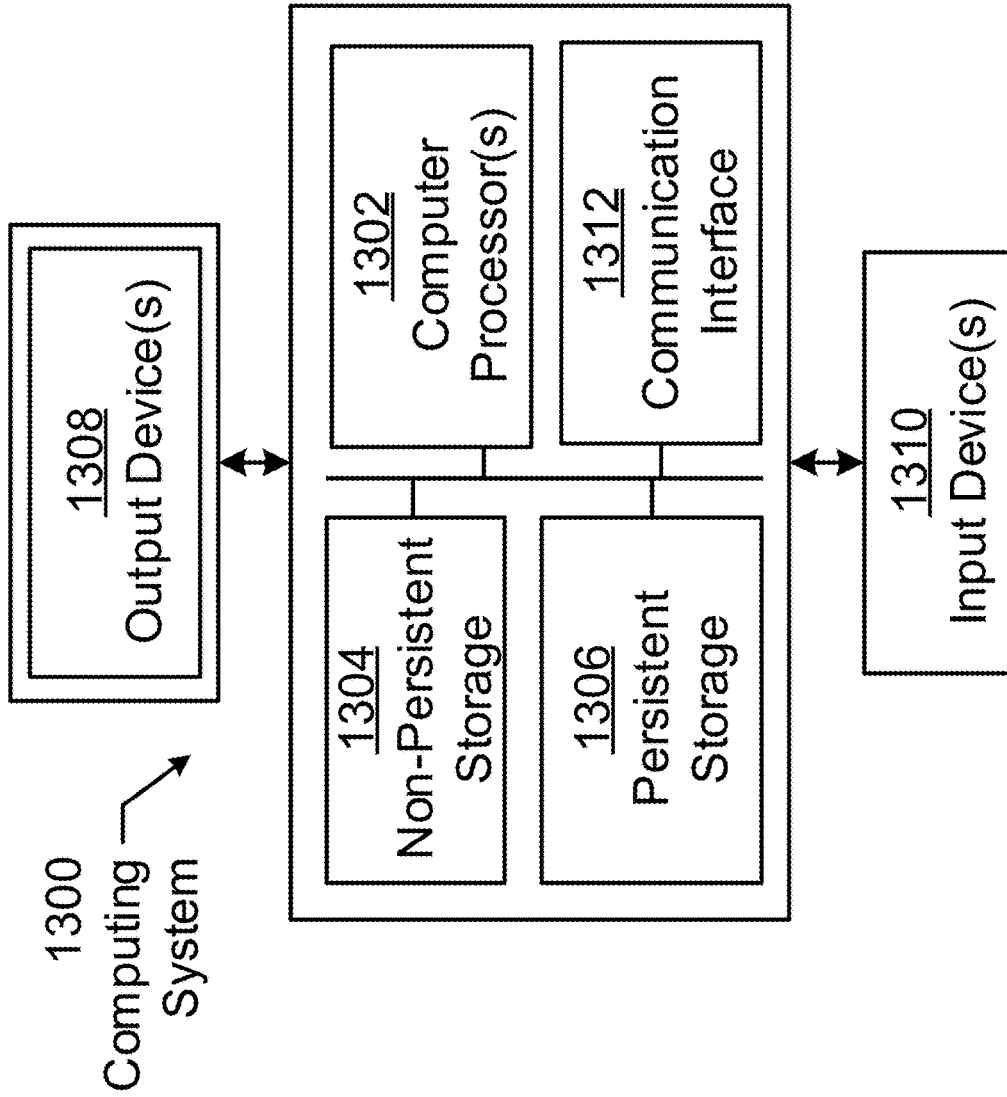 1300
Computing
System
1308
Output Device(s)
1304
Non-Persistent
Storage
1302
Computer
Processor(s)
1306
Persistent
Storage
1312
Communication
Interface
1310
Input Device(s)